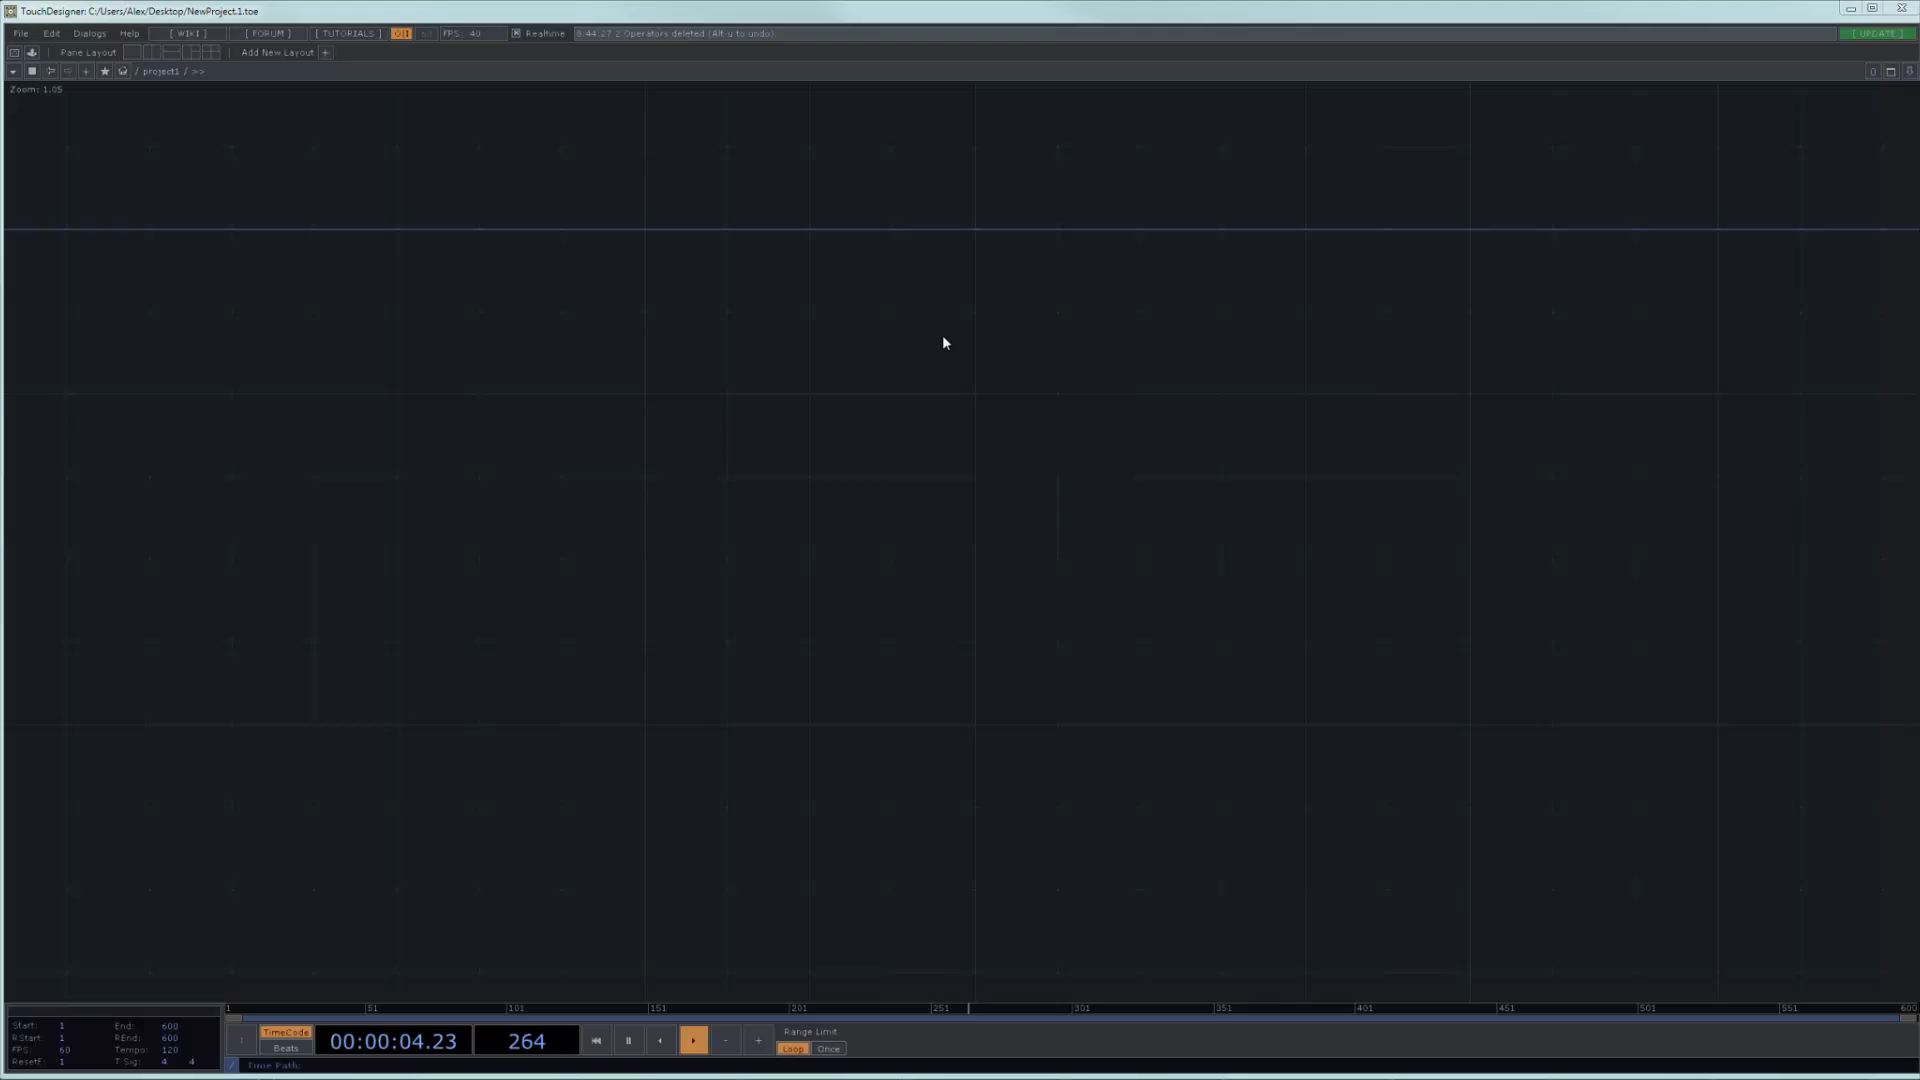 TouchDesigner: C:/Users/Alex/Desktop/NewProject.1.toe
File Edit Dialogs Help [ WIKI ] [ FORUM ] [ TUTORIALS ] O|I FPS: 40 Realtime 8:44:27 2 Operators deleted (Alt-u to undo). [ UPDATE ]
Pane Layout Add New Layout +
+ / project1 / >> 0
Zoom: 1.05
1 51 101 151 201 251 301 351 401 451 501 551 600
Start: 1 End: 600
RStart: 1 REnd: 600
FPS: 60 Tempo: 120
ResetF: 1 T Sig: 4 4
TimeCode
Beats
00:00:04.23 264 - +
Range Limit
Loop Once
/ Time Path: